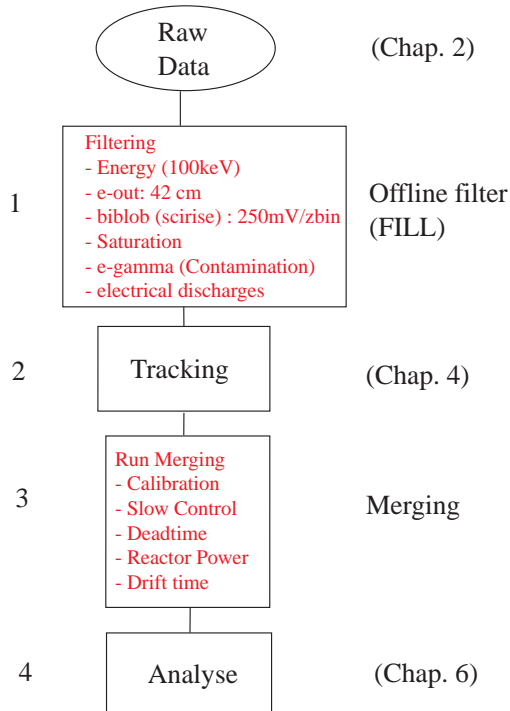 Raw
Data
(Chap. 2)
1
Filtering
- Energy (100keV)
- e-out: 42 cm
- biblob (scirise) : 250mV/zbin
- Saturation
- e-gamma (Contamination)
- electrical discharges
Offline filter
(FILL)
2
Tracking
(Chap. 4)
3
Run Merging
- Calibration
- Slow Control
- Deadtime
- Reactor Power
- Drift time
Merging
4
Analyse
(Chap. 6)